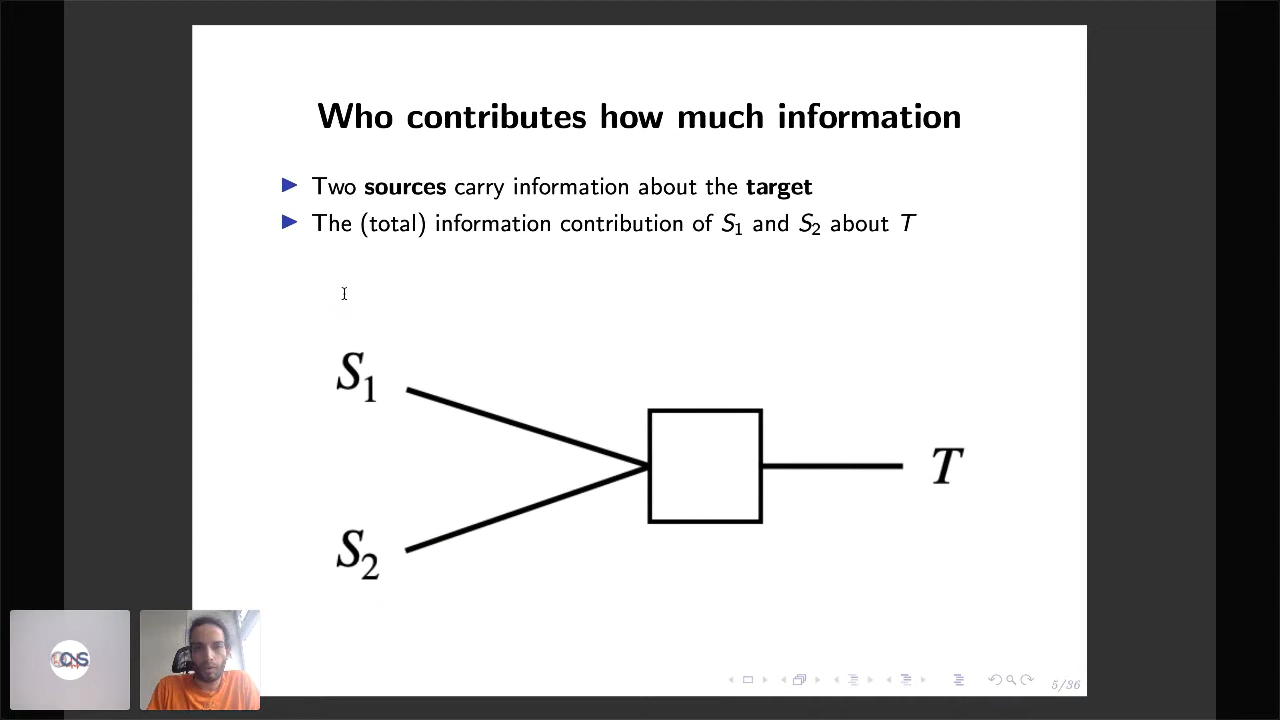 Who contributes how much information
Two sources carry information about the target
The (total) information contribution of S₁ and S₂ about T
S₁
S₂
T
5/36